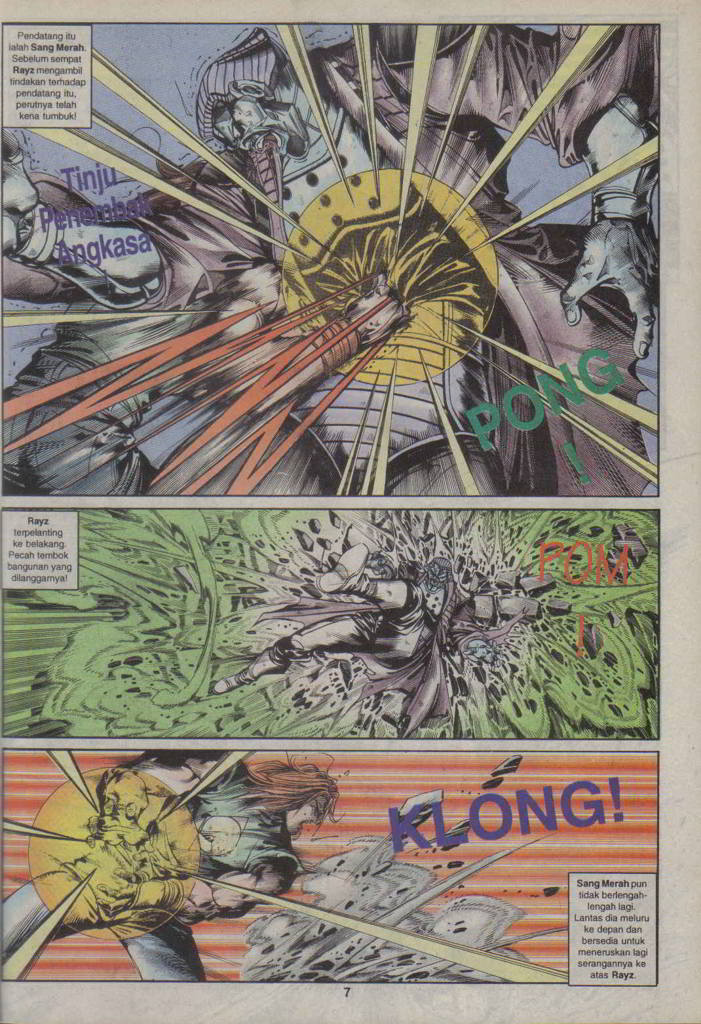 Pendatang itu
ialah Sang Merah.
Sebelum sempat
Rayz mengambil
tindakan terhadap
pendatang itu,
perutnya telah
kena tumbuk!
Tinju
Penembak
Angkasa
!
PONG
!
Rayz
terpelanting
ke belakang.
Pecah tembok
bangunan yang
dilanggarnya!
POM
!
KLONG!
Sang Merah pun
tidak berlengah-
lengah lagi.
Lantas dia meluru
ke depan dan
bersedia untuk
meneruskan lagi
serangannya ke
atas Rayz.
7